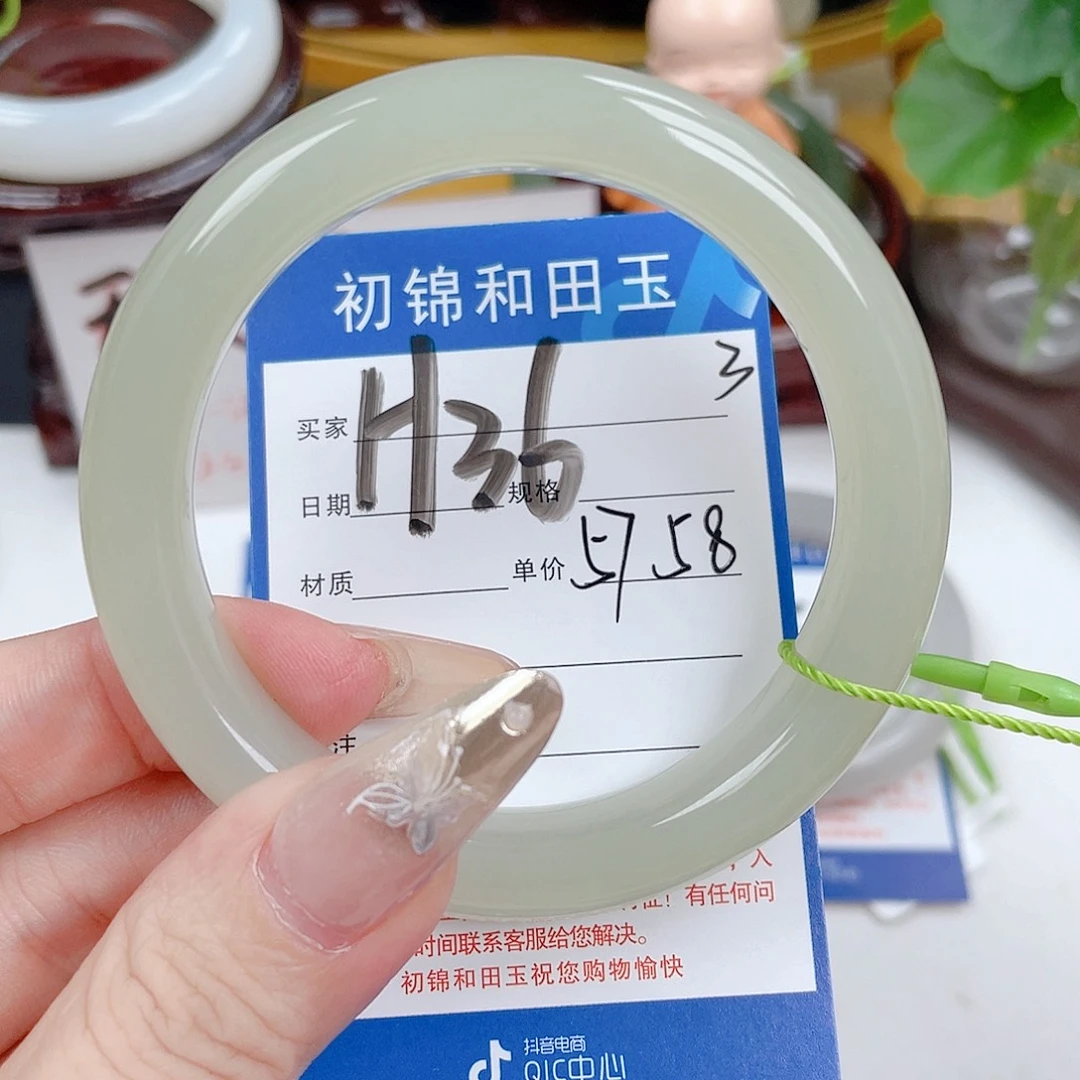 初锦和田玉
3
买家 H36
日期 规格
材质 单价 57 58
注
，入
！有任何问
时间联系客服给您解决。
初锦和田玉祝您购物愉快
抖音电商
QIC中心